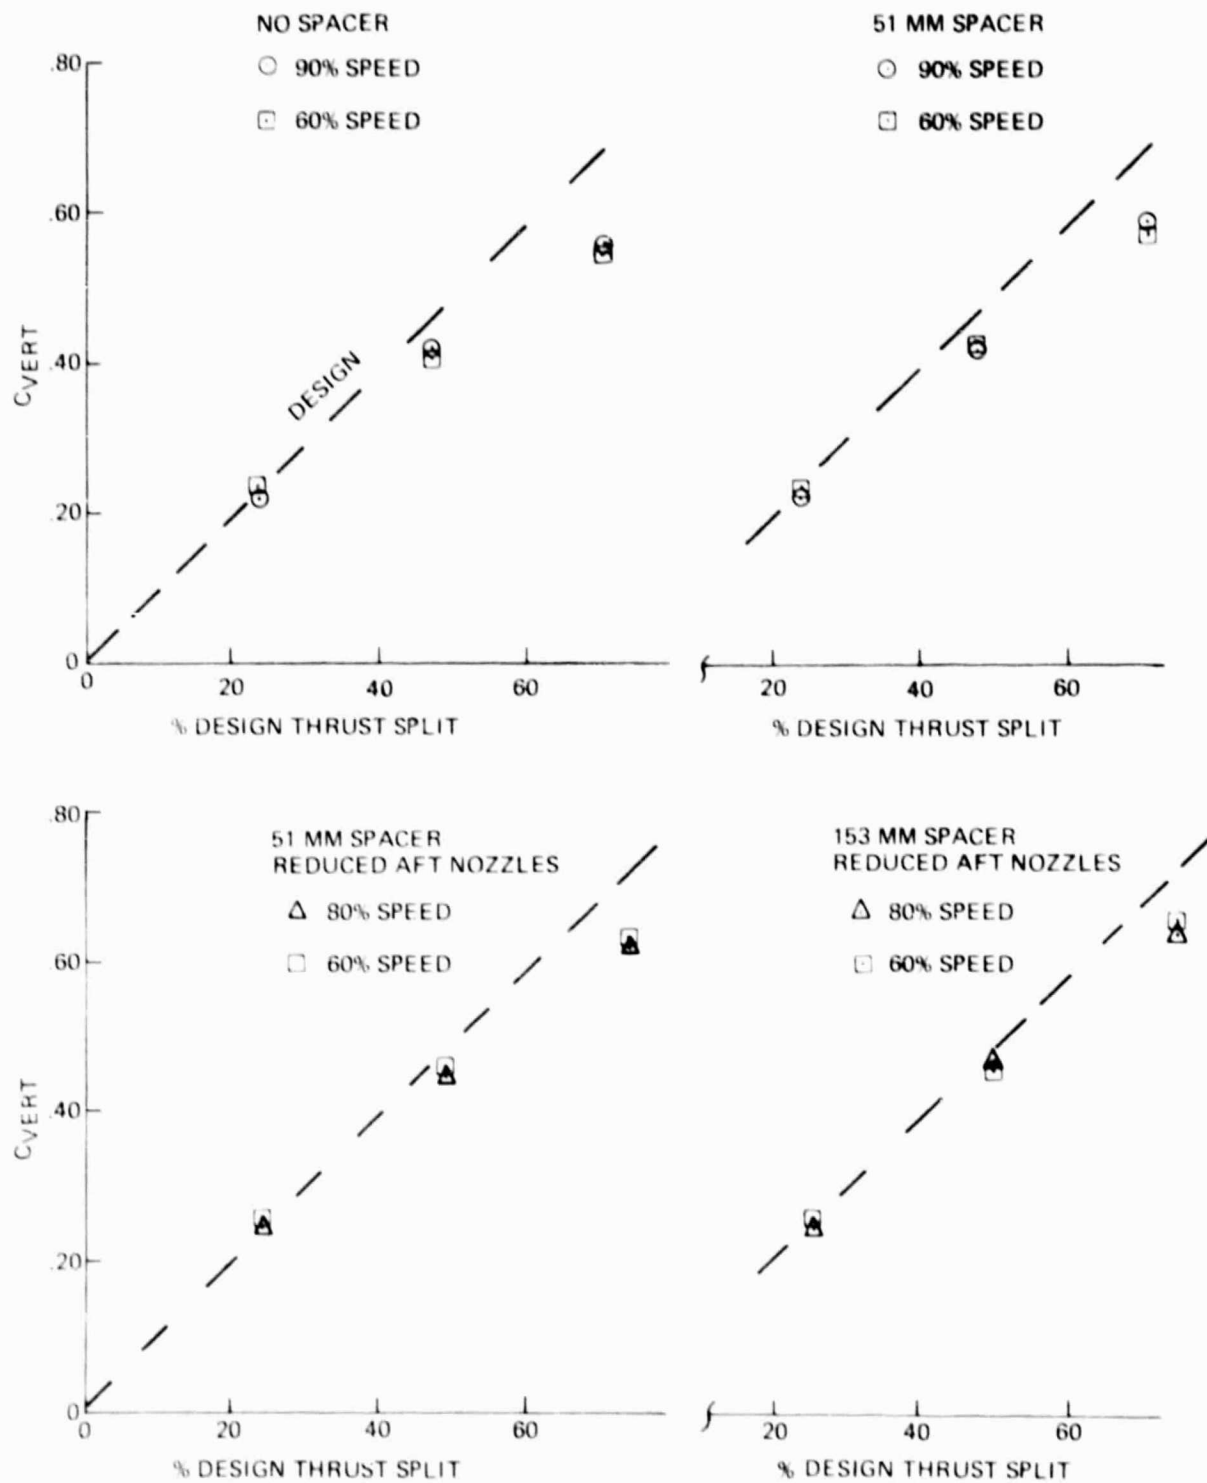 NO SPACER
90% SPEED
60% SPEED
51 MM SPACER
90% SPEED
60% SPEED
.80
.60
.40
.20
0
CVERT
DESIGN
0
20
40
60
% DESIGN THRUST SPLIT
20
40
60
% DESIGN THRUST SPLIT
51 MM SPACER
REDUCED AFT NOZZLES
80% SPEED
60% SPEED
153 MM SPACER
REDUCED AFT NOZZLES
80% SPEED
60% SPEED
.80
.60
.40
.20
0
CVERT
0
20
40
60
% DESIGN THRUST SPLIT
20
40
60
% DESIGN THRUST SPLIT